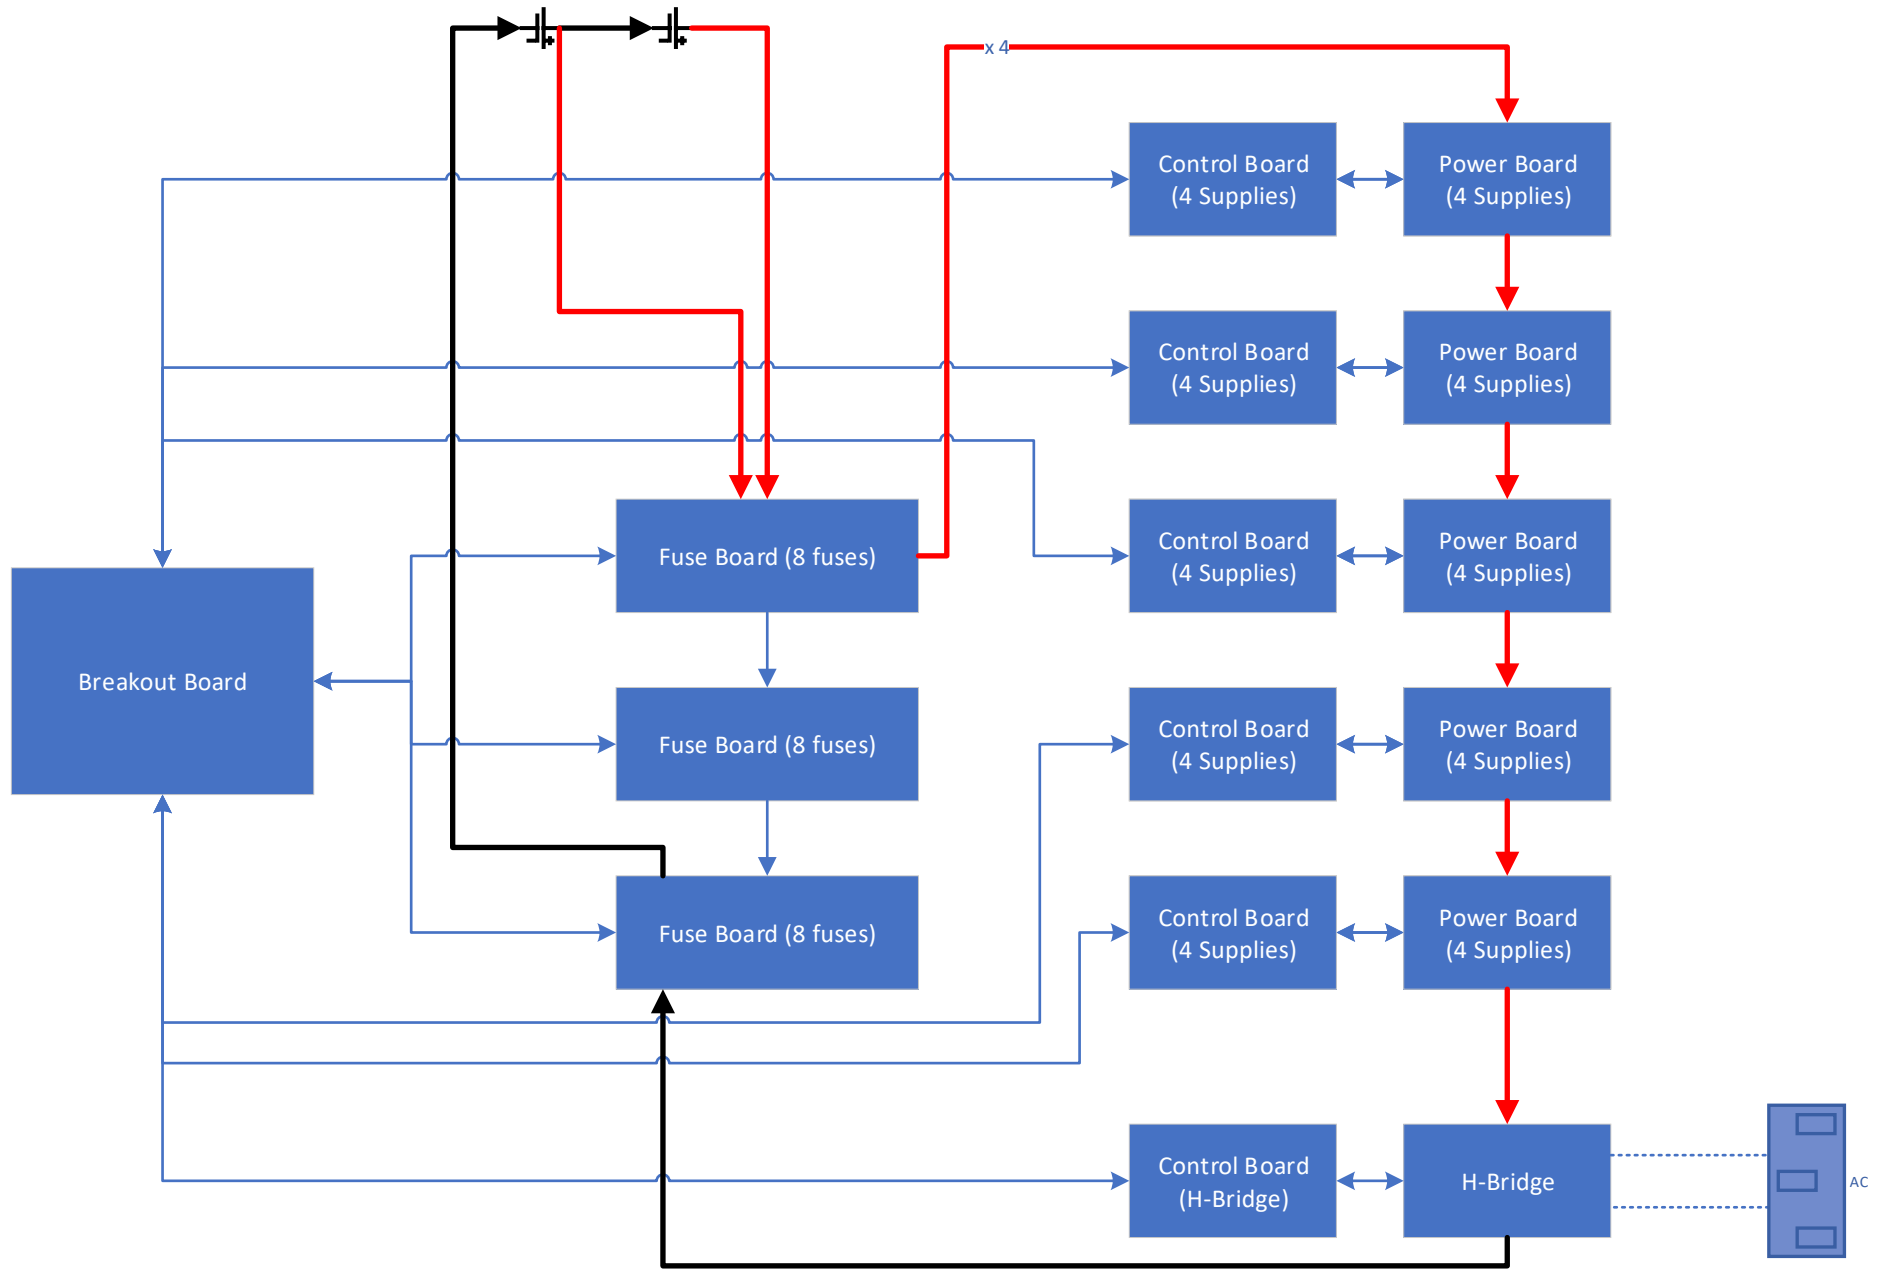 x 4
Control Board
(4 Supplies)
Power Board
(4 Supplies)
Control Board
(4 Supplies)
Power Board
(4 Supplies)
Fuse Board (8 fuses)
Control Board
(4 Supplies)
Power Board
(4 Supplies)
Breakout Board
Fuse Board (8 fuses)
Control Board
(4 Supplies)
Power Board
(4 Supplies)
Fuse Board (8 fuses)
Control Board
(4 Supplies)
Power Board
(4 Supplies)
Control Board
(H-Bridge)
H-Bridge
AC